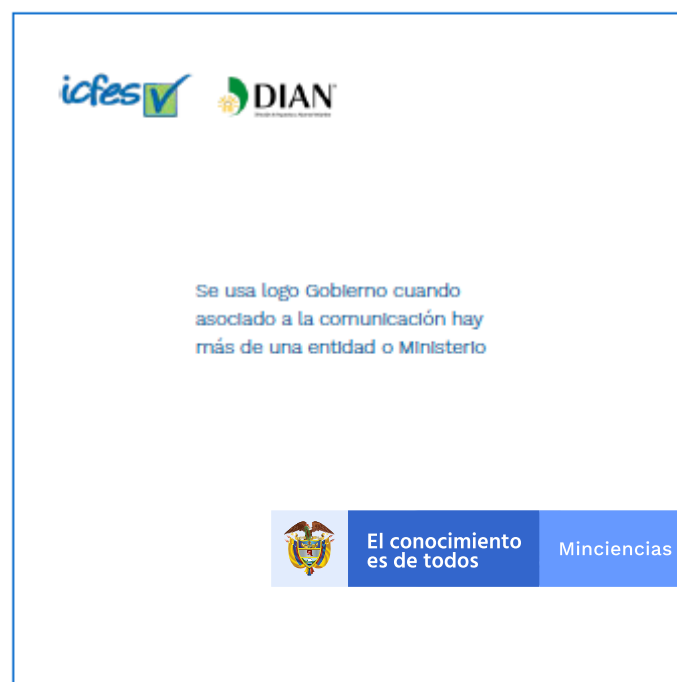 icfes
DIAN
Se usa logo Gobierno cuando
asociado a la comunicación hay
más de una entidad o Ministerio
El conocimiento
es de todos
Minciencias